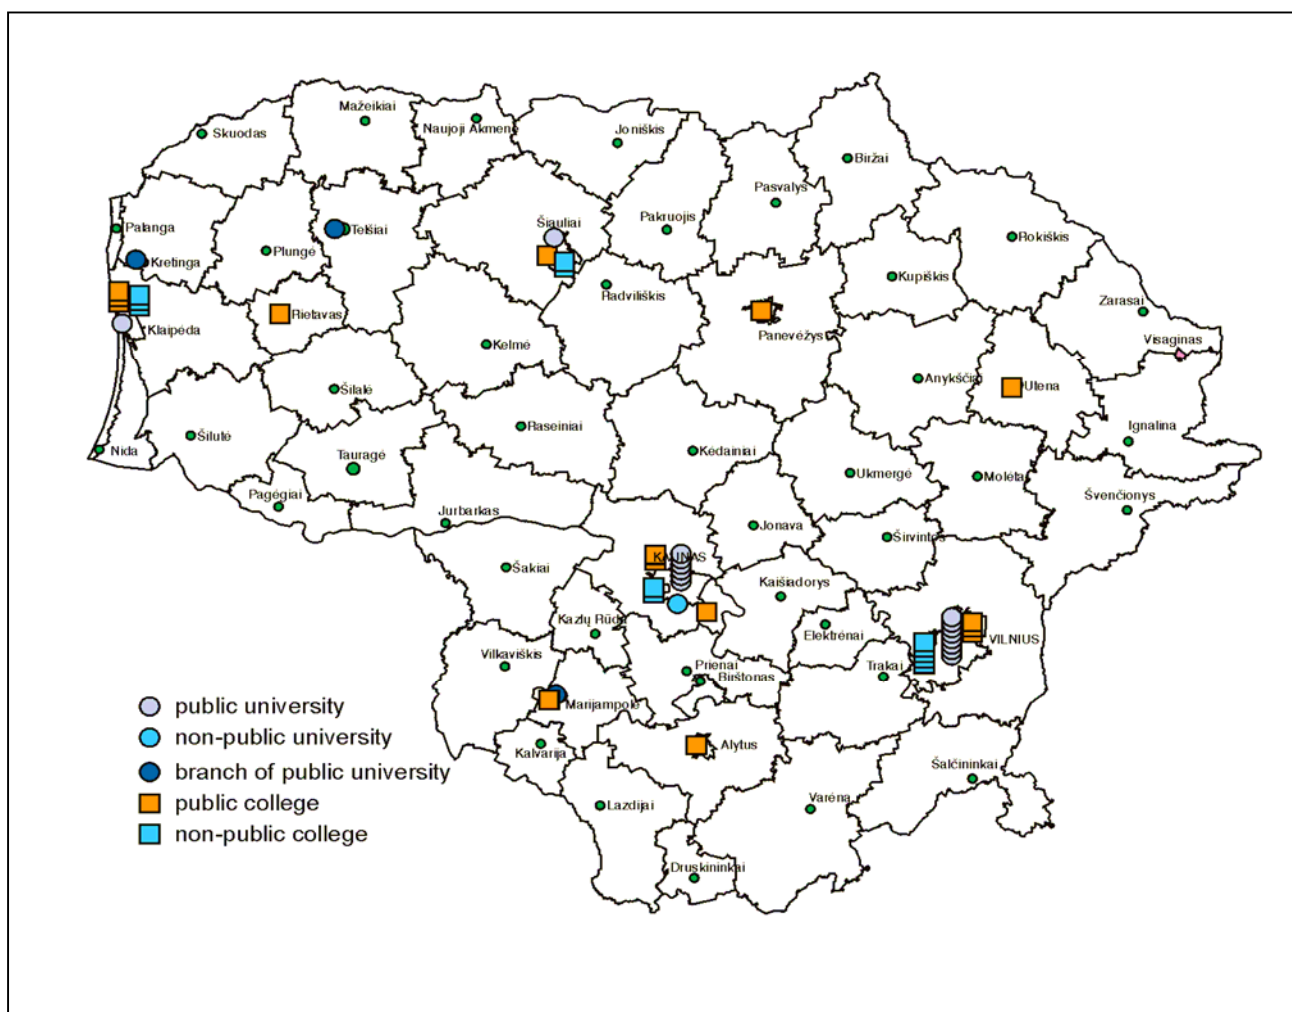 Mažeikiai
Skuodas
Naujoji Akmenė
Joniškis
Biržai
Pasvalys
Pakruojis
Palanga
Telšiai
Šiauliai
Rokiškis
Plungė
Kretinga
Kupiškis
Radviliškis
Zarasai
Rietavas
Klaipėda
Panevėžys
Visaginas
Kelmė
Anykščiai
Utena
Šilalė
Raseiniai
Ignalina
Šilutė
Nida
Kėdainiai
Tauragė
Ukmergė
Molėtai
Pagėgiai
Švenčionys
Jurbarkas
Jonava
Širvintos
KAUNAS
Šakiai
Kaišiadorys
Kazlų Rūda
Elektrėnai
VILNIUS
Vilkaviškis
Prienai
Trakai
Birštonas
Marijampolė
public university
non-public university
Kalvarija
Alytus
Šalčininkai
branch of public university
public college
Lazdijai
Varėna
non-public college
Druskininkai